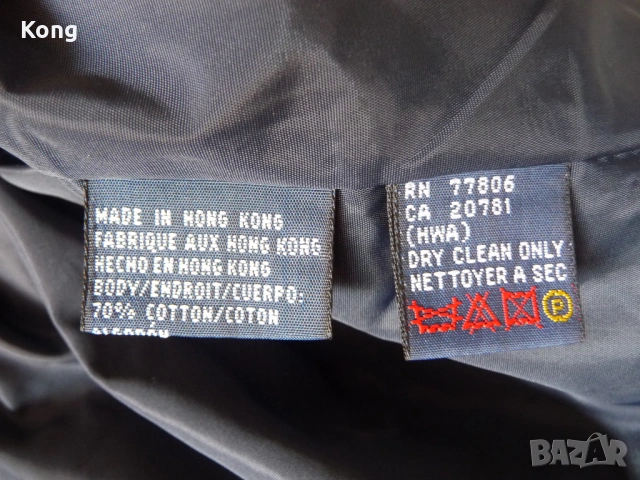 Kong
MADE IN HONG KONG
FABRIQUE AUX HONG KONG
HECHO EN HONG KONG
BODY/ENDROIT/CUERPO:
70% COTTON/COTON
ALGODÓN
RN 77806
CA 20781
(HWA)
DRY CLEAN ONLY
NETTOYER A SEC
P
BAZAR